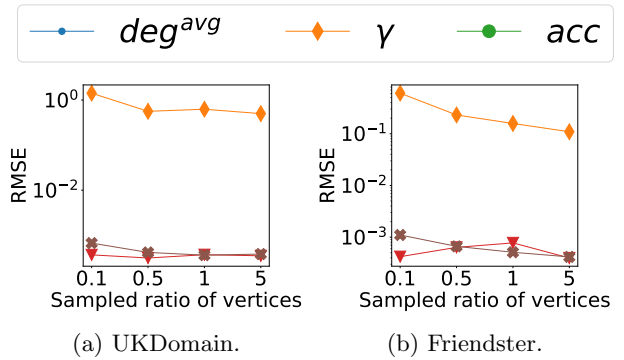 deg^avg γ acc
RMSE
10^0
10^-2
0.1 0.5 1 5
Sampled ratio of vertices
(a) UKDomain.
RMSE
10^-1
10^-2
10^-3
0.1 0.5 1 5
Sampled ratio of vertices
(b) Friendster.